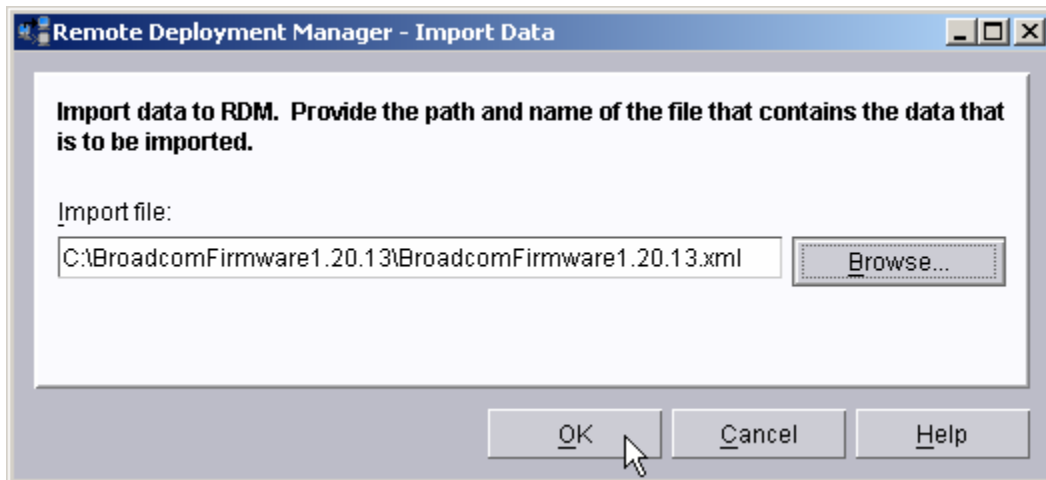 Remote Deployment Manager - Import Data
Import data to RDM. Provide the path and name of the file that contains the data that
is to be imported.
Import file:
C:\BroadcomFirmware1.20.13\BroadcomFirmware1.20.13.xml
Browse...
OK
Cancel
Help